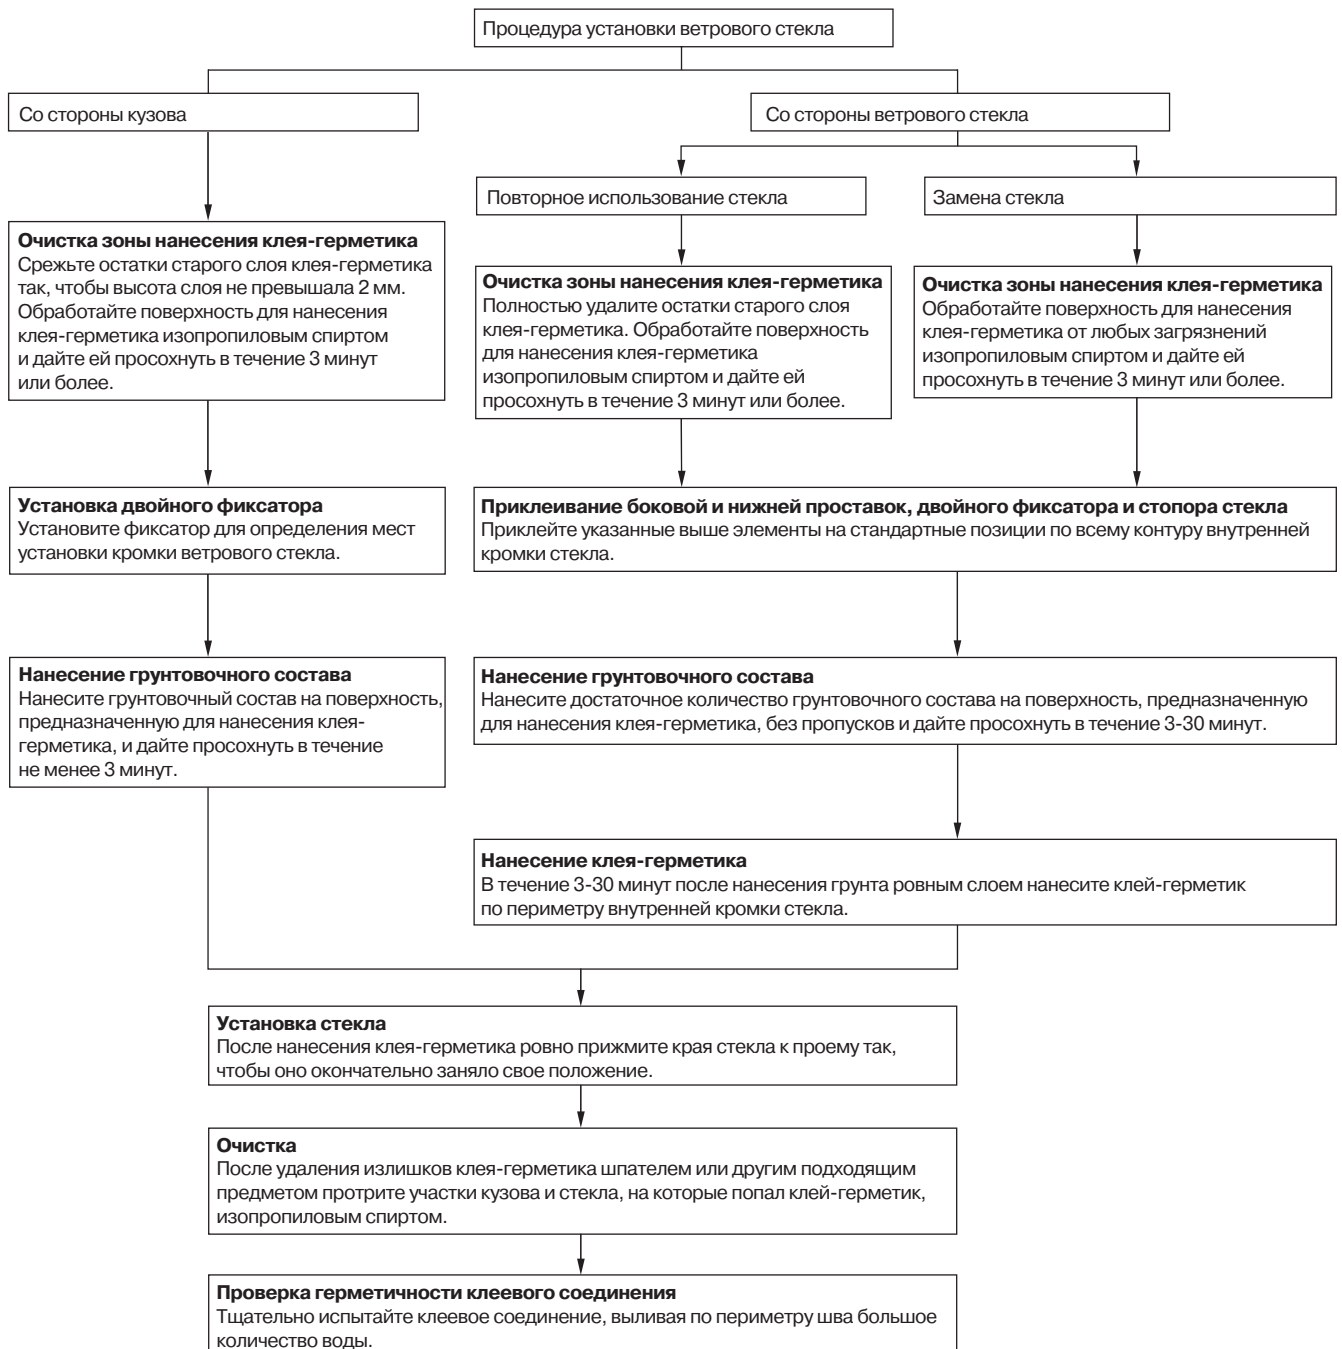 Процедура установки ветрового стекла
Со стороны кузова
Со стороны ветрового стекла
Повторное использование стекла
Замена стекла
Очистка зоны нанесения клея-герметика
Срежьте остатки старого слоя клея-герметика
так, чтобы высота слоя не превышала 2 мм.
Обработайте поверхность для нанесения
клея-герметика изопропиловым спиртом
и дайте ей просохнуть в течение 3 минут
или более.
Очистка зоны нанесения клея-герметика
Полностью удалите остатки старого слоя
клея-герметика. Обработайте поверхность
для нанесения клея-герметика
изопропиловым спиртом и дайте ей
просохнуть в течение 3 минут или более.
Очистка зоны нанесения клея-герметика
Обработайте поверхность для нанесения
клея-герметика от любых загрязнений
изопропиловым спиртом и дайте ей
просохнуть в течение 3 минут или более.
Установка двойного фиксатора
Установите фиксатор для определения мест
установки кромки ветрового стекла.
Приклеивание боковой и нижней проставок, двойного фиксатора и стопора стекла
Приклейте указанные выше элементы на стандартные позиции по всему контуру внутренней
кромки стекла.
Нанесение грунтовочного состава
Нанесите грунтовочный состав на поверхность,
предназначенную для нанесения клея-
герметика, и дайте просохнуть в течение
не менее 3 минут.
Нанесение грунтовочного состава
Нанесите достаточное количество грунтовочного состава на поверхность, предназначенную
для нанесения клея-герметика, без пропусков и дайте просохнуть в течение 3-30 минут.
Нанесение клея-герметика
В течение 3-30 минут после нанесения грунта ровным слоем нанесите клей-герметик
по периметру внутренней кромки стекла.
Установка стекла
После нанесения клея-герметика ровно прижмите края стекла к проему так,
чтобы оно окончательно заняло свое положение.
Очистка
После удаления излишков клея-герметика шпателем или другим подходящим
предметом протрите участки кузова и стекла, на которые попал клей-герметик,
изопропиловым спиртом.
Проверка герметичности клеевого соединения
Тщательно испытайте клеевое соединение, выливая по периметру шва большое
количество воды.